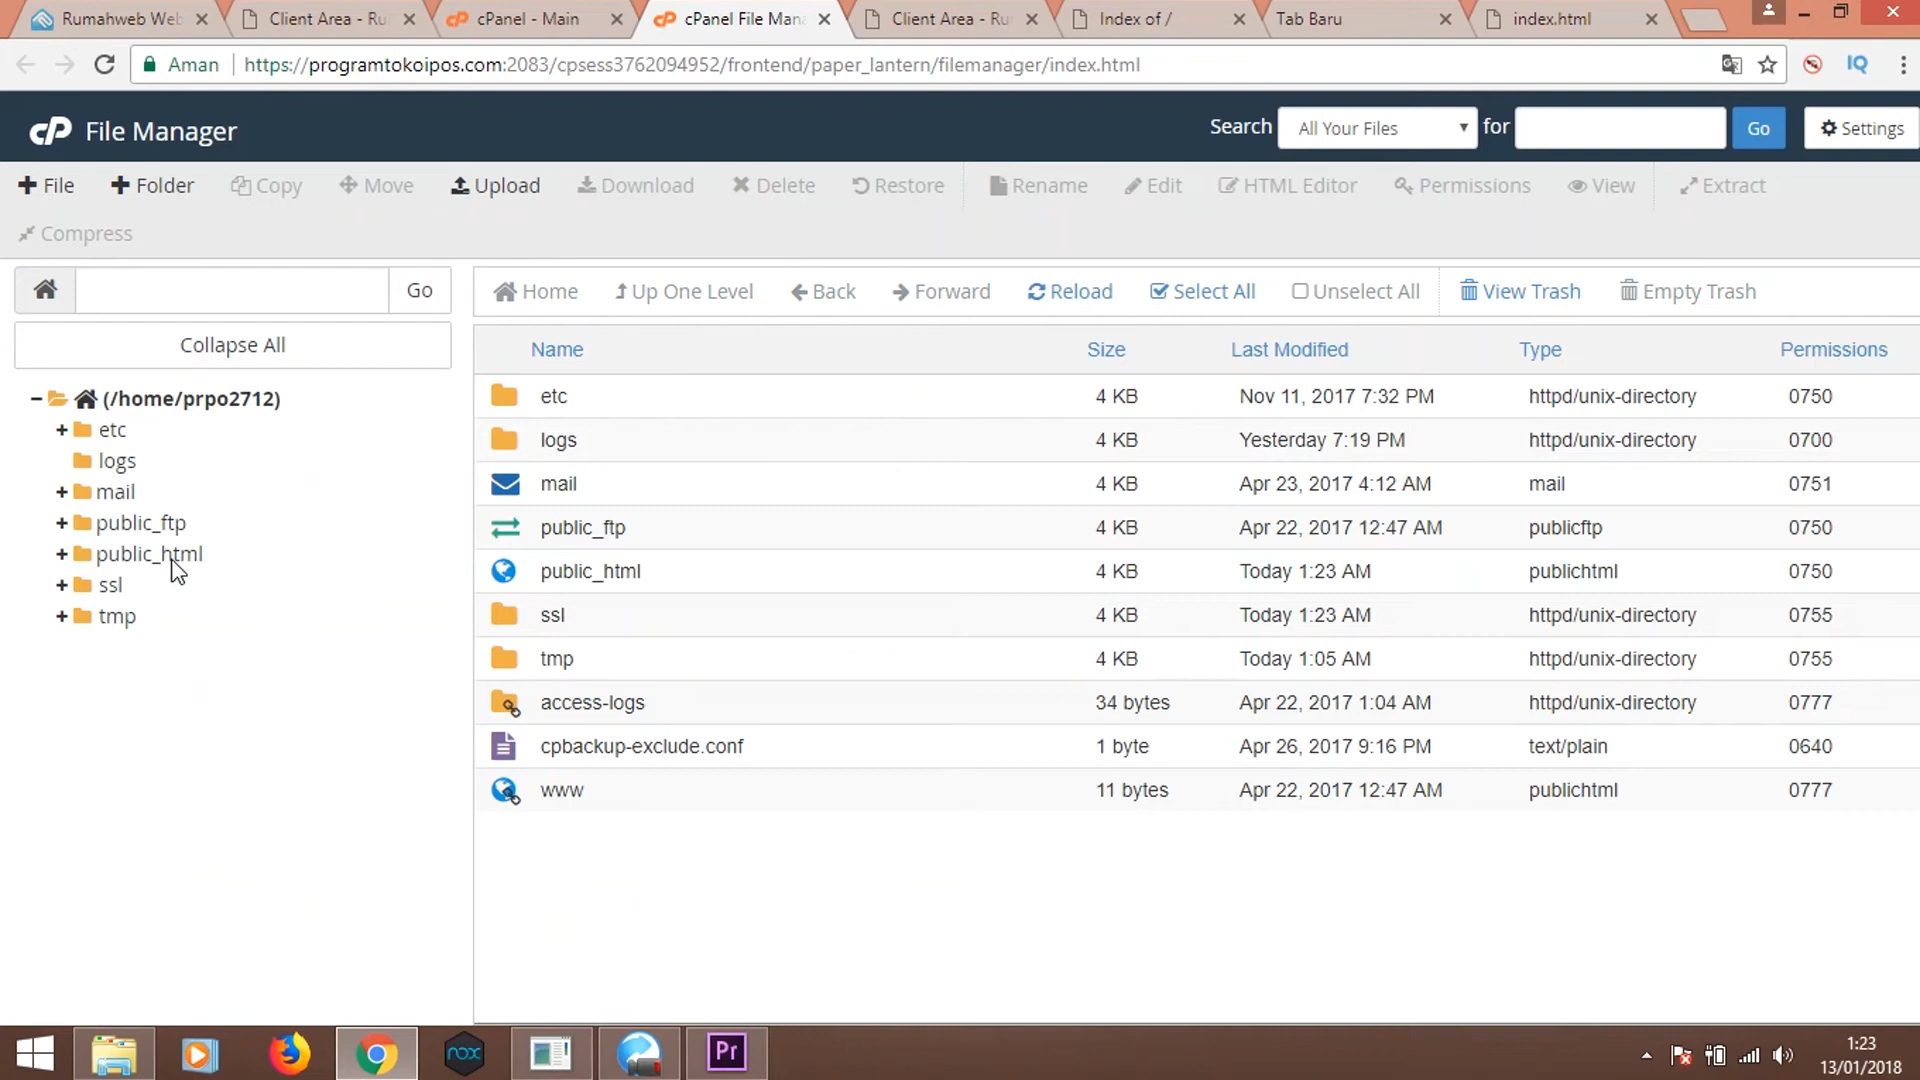 Rumahweb Web
Client Area - Ru
cPanel - Main
cPanel File Man
Client Area - Ru
Index of /
Tab Baru
index.html
Aman
https://programtokoipos.com:2083/cpsess3762094952/frontend/paper_lantern/filemanager/index.html
IQ
cP File Manager
Search All Your Files for Go Settings
File Folder Copy Move Upload Download Delete Restore Rename Edit HTML Editor Permissions View Extract
Compress
Go Home Up One Level Back Forward Reload Select All Unselect All View Trash Empty Trash
Collapse All
Name Size Last Modified Type Permissions
(/home/prpo2712)
etc
logs
mail
public_ftp
public_html
ssl
tmp
etc 4 KB Nov 11, 2017 7:32 PM httpd/unix-directory 0750
logs 4 KB Yesterday 7:19 PM httpd/unix-directory 0700
mail 4 KB Apr 23, 2017 4:12 AM mail 0751
public_ftp 4 KB Apr 22, 2017 12:47 AM publicftp 0750
public_html 4 KB Today 1:23 AM publichtml 0750
ssl 4 KB Today 1:23 AM httpd/unix-directory 0755
tmp 4 KB Today 1:05 AM httpd/unix-directory 0755
access-logs 34 bytes Apr 22, 2017 1:04 AM httpd/unix-directory 0777
cpbackup-exclude.conf 1 byte Apr 26, 2017 9:16 PM text/plain 0640
www 11 bytes Apr 22, 2017 12:47 AM publichtml 0777
nox
Pr
1:23
13/01/2018